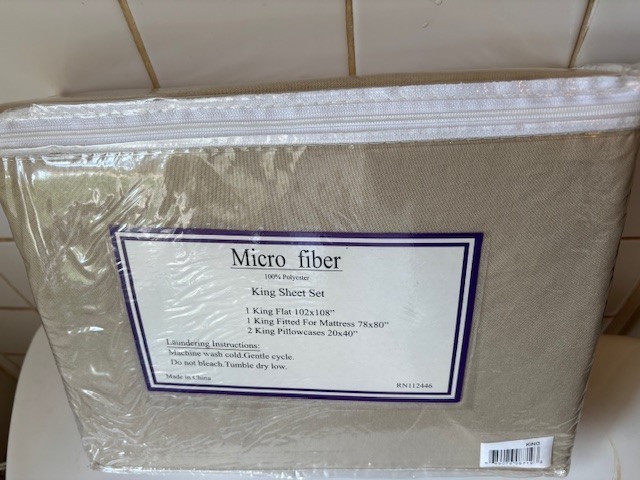 Micro fiber
100% Polyester
King Sheet Set
1 King Flat 102x108"
1 King Fitted For Mattress 78x80"
2 King Pillowcases 20x40"
Laundering Instructions:
Machine wash cold.Gentle cycle.
Do not bleach.Tumble dry low.
Made in China
RN112446
KING